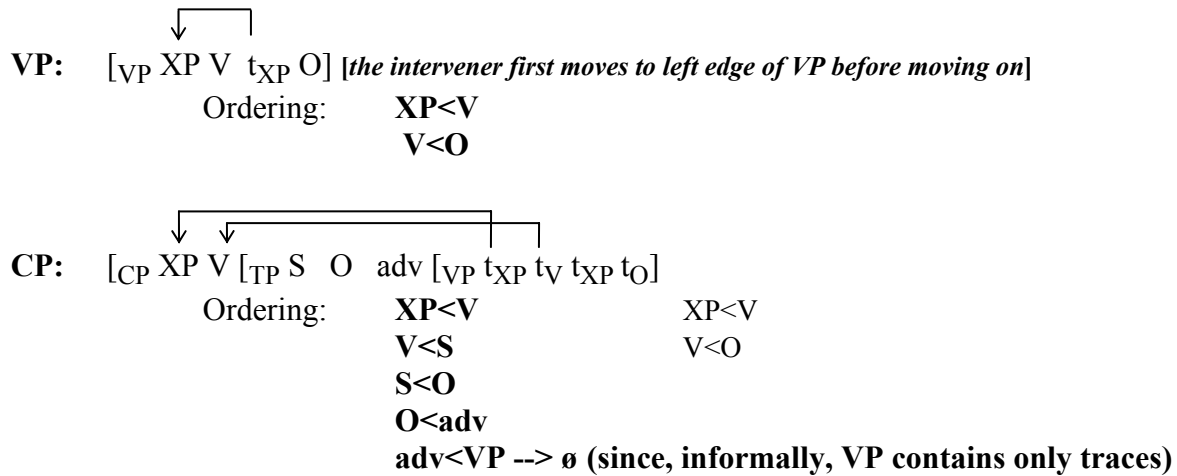 VP: [VP XP V tXP O] [the intervener first moves to left edge of VP before moving on]
Ordering: XP<V
V<O
CP: [CP XP V [TP S O adv [VP tXP tV tXP tO]
Ordering: XP<V XP<V
V<S V<O
S<O
O<adv
adv<VP --> ø (since, informally, VP contains only traces)